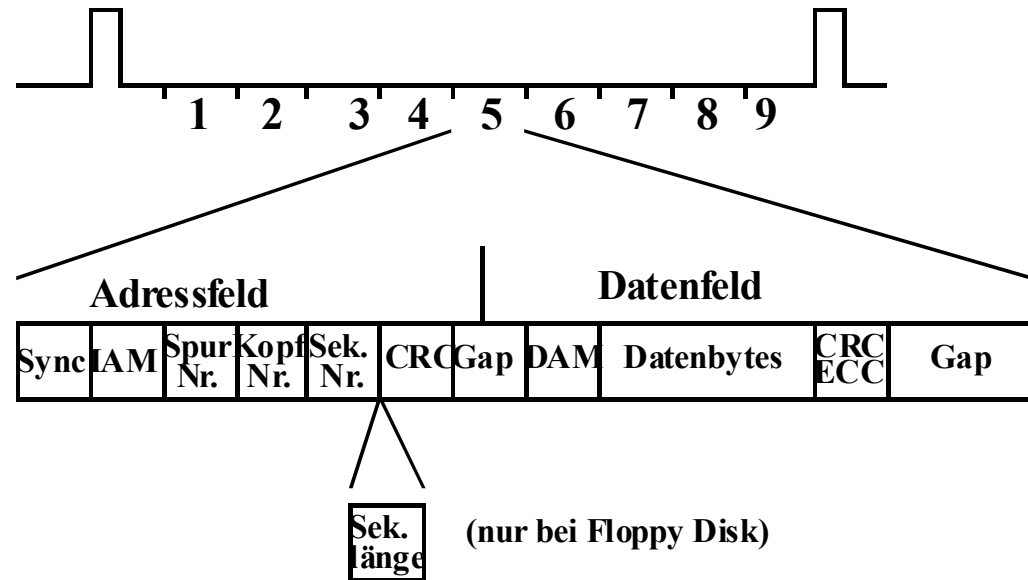 1 2 3 4 5 6 7 8 9
Adressfeld Datenfeld
Sync IAM Spur Nr. Kopf Nr. Sek. Nr. CRC Gap DAM Datenbytes CRC ECC Gap
Sek. länge (nur bei Floppy Disk)